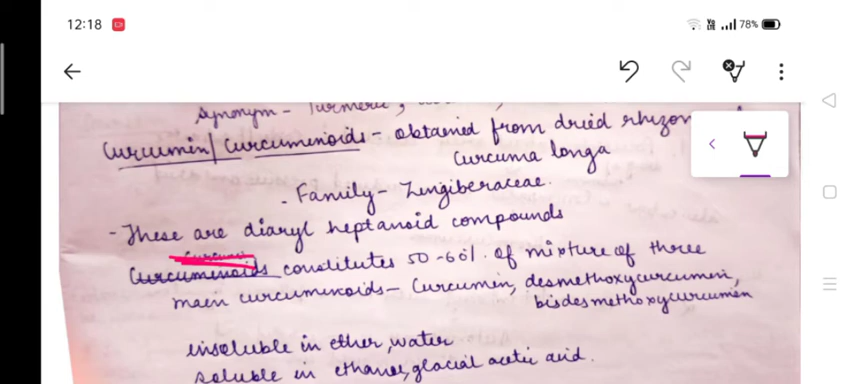 12:18
78%
Synonym - Turmeric,
Curcumin/ Curcuminoids - obtained from dried
Curcuma longa
- Family - Zingiberaceae.
- These are diaryl heptanoid compounds
Curcuminoids constitutes 50-60% of mixture of three
main curcuminoids - Curcumin, desmethoxycurcumin,
bisdesmethoxycurcumin
insoluble in ether, water
soluble in ethanol, glacial acetic acid.